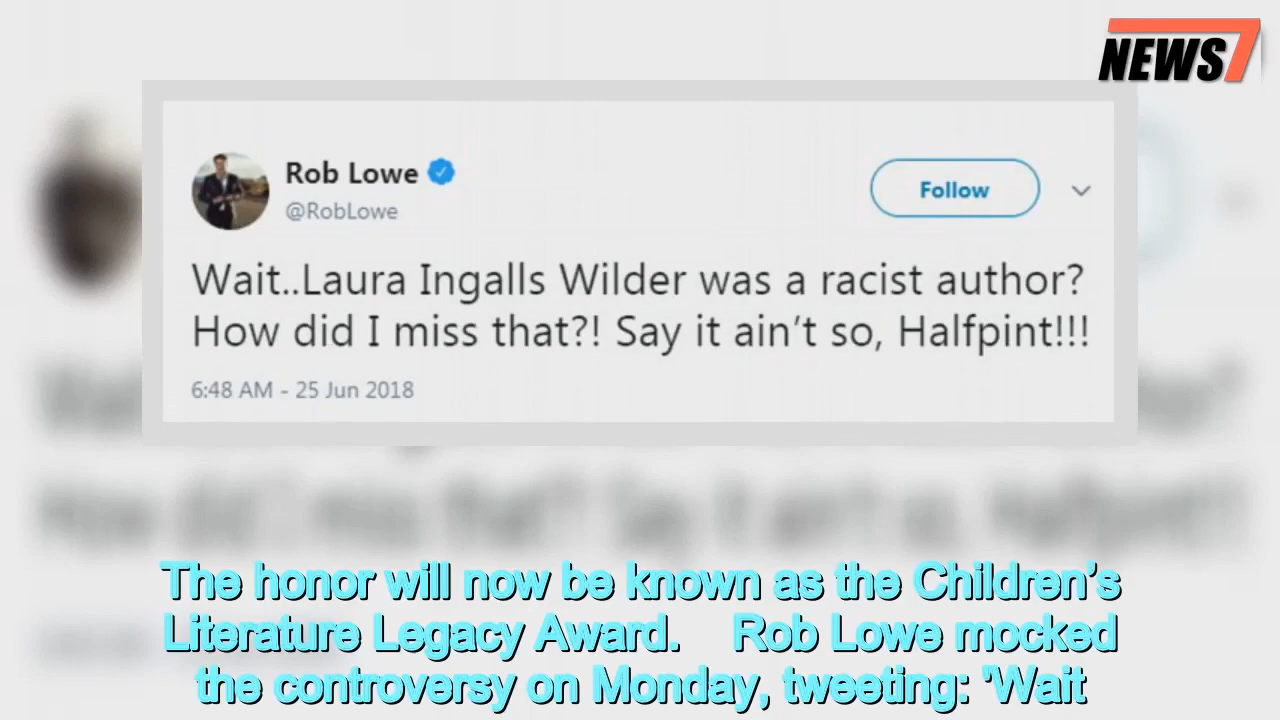 NEWS7
Rob Lowe
@RobLowe
Follow
Wait..Laura Ingalls Wilder was a racist author?
How did I miss that?! Say it ain't so, Halfpint!!!
6:48 AM - 25 Jun 2018
The honor will now be known as the Children's
Literature Legacy Award. Rob Lowe mocked
the controversy on Monday, tweeting: 'Wait